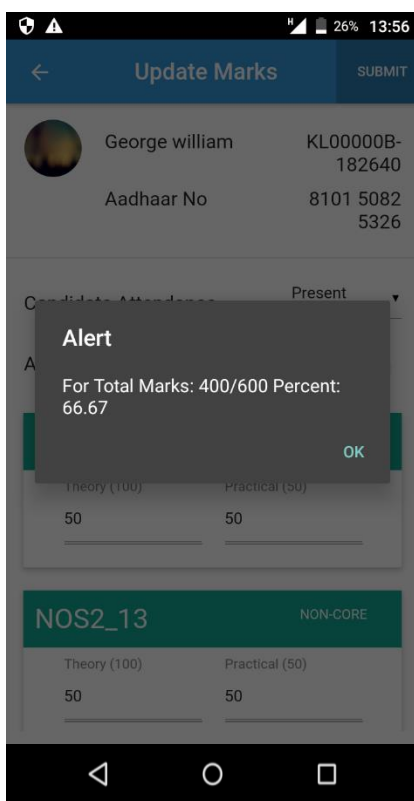 H 26% 13:56
Update Marks SUBMIT
George william KL00000B-
182640
Aadhaar No 8101 5082
5326
Present
Candidate Attendance
A
Alert
For Total Marks: 400/600 Percent:
66.67
OK
Theory (100) Practical (50)
50 50
NOS2_13 NON-CORE
Theory (100) Practical (50)
50 50